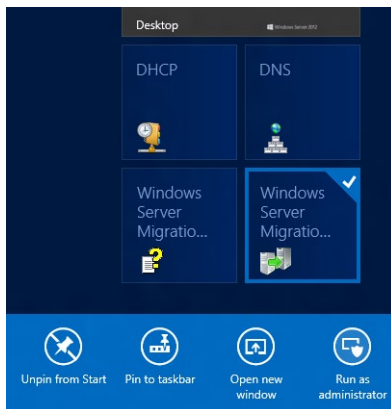 Desktop
Windows Server 2012
DHCP
DNS
Windows
Server
Migratio...
Windows
Server
Migratio...
Unpin from Start
Pin to taskbar
Open new
window
Run as
administrator